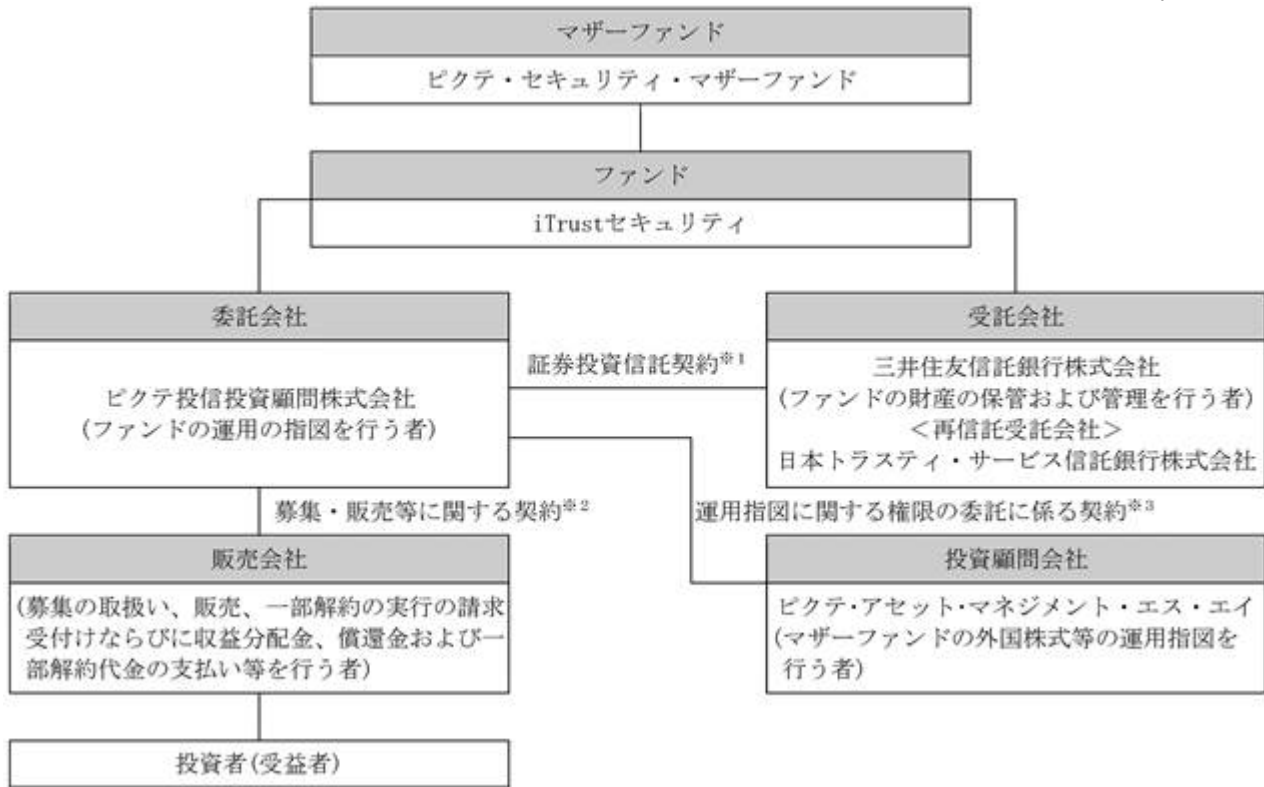 マザーファンド
ピクテ・セキュリティ・マザーファンド
ファンド
iTrustセキュリティ
委託会社
ピクテ投信投資顧問株式会社
(ファンドの運用の指図を行う者)
証券投資信託契約※1
受託会社
三井住友信託銀行株式会社
(ファンドの財産の保管および管理を行う者)
<再信託受託会社>
日本トラスティ・サービス信託銀行株式会社
募集・販売等に関する契約※2
運用指図に関する権限の委託に係る契約※3
販売会社
(募集の取扱い、販売、一部解約の実行の請求
受付けならびに収益分配金、償還金および一
部解約代金の支払い等を行う者)
投資顧問会社
ピクテ・アセット・マネジメント・エス・エイ
(マザーファンドの外国株式等の運用指図を
行う者)
投資者(受益者)